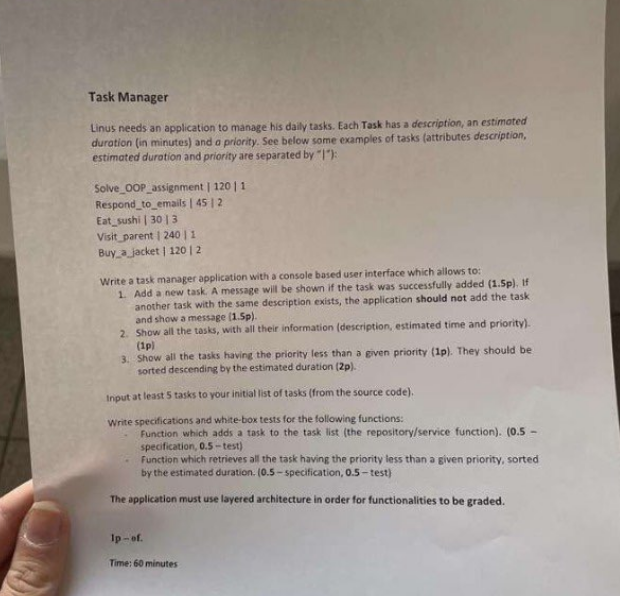 Task Manager
Linus needs an application to manage his daily tasks. Each Task has a description, an estimated
duration (in minutes) and a priority. See below some examples of tasks (attributes description,
estimated duration and priority are separated by "|"):
Solve_OOP_assignment | 120 | 1
Respond_to_emails | 45 | 2
Eat_sushi | 30 | 3
Visit_parent | 240 | 1
Buy_a_jacket | 120 | 2
Write a task manager application with a console based user interface which allows to:
1. Add a new task. A message will be shown if the task was successfully added (1.5p). If
another task with the same description exists, the application should not add the task
and show a message (1.5p).
2. Show all the tasks, with all their information (description, estimated time and priority).
(1p)
3. Show all the tasks having the priority less than a given priority (1p). They should be
sorted descending by the estimated duration (2p).
Input at least 5 tasks to your initial list of tasks (from the source code).
Write specifications and white-box tests for the following functions:
- Function which adds a task to the task list (the repository/service function). (0.5 –
specification, 0.5 – test)
- Function which retrieves all the task having the priority less than a given priority, sorted
by the estimated duration. (0.5 – specification, 0.5 – test)
The application must use layered architecture in order for functionalities to be graded.
1p – of.
Time: 60 minutes